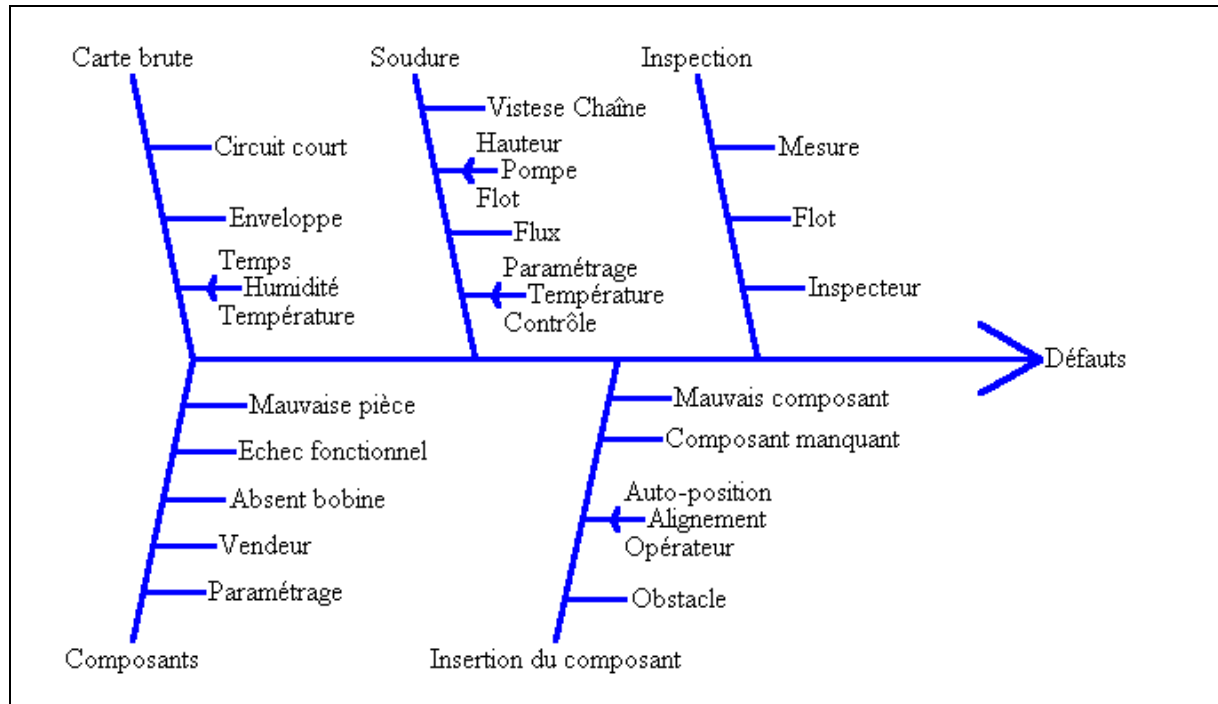 Carte brute
Circuit court
Enveloppe
Temps
Humidité
Température
Soudure
Vistese Chaîne
Hauteur
Pompe
Flot
Flux
Paramétrage
Température
Contrôle
Inspection
Mesure
Flot
Inspecteur
Défauts
Mauvaise pièce
Echec fonctionnel
Absent bobine
Vendeur
Paramétrage
Composants
Mauvais composant
Composant manquant
Auto-position
Alignement
Opérateur
Obstacle
Insertion du composant